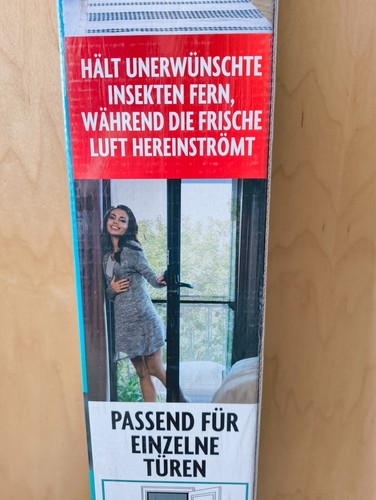 HÄLT UNERWÜNSCHTE
INSEKTEN FERN,
WÄHREND DIE FRISCHE
LUFT HEREINSTRÖMT
PASSEND FÜR
EINZELNE
TÜREN